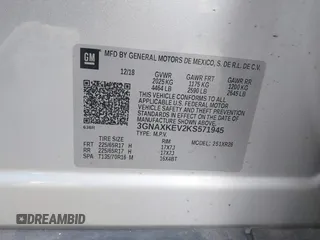 GM
MFD BY GENERAL MOTORS DE MEXICO, S. DE R.L. DE C.V.
12/18 GVWR GAWR FRT GAWR RR
2025 KG 1175 KG 1200 KG
4464 LB 2590 LB 2645 LB
THIS VEHICLE CONFORMS TO ALL APPLICABLE
U.S. FEDERAL MOTOR VEHICLE SAFETY, BUMPER, AND
THEFT PREVENTION STANDARDS IN EFFECT ON THE
DATE OF MANUFACTURE SHOWN ABOVE.
3GNAXKEV2KS571945
TYPE: M.P.V.
TIRE SIZE RIM MODEL:
FRT 225/65R17 H 17X7J
RR 225/65R17 H 17X7J
SPA T135/70R16 M 16X4BT
©AutoBidMaster